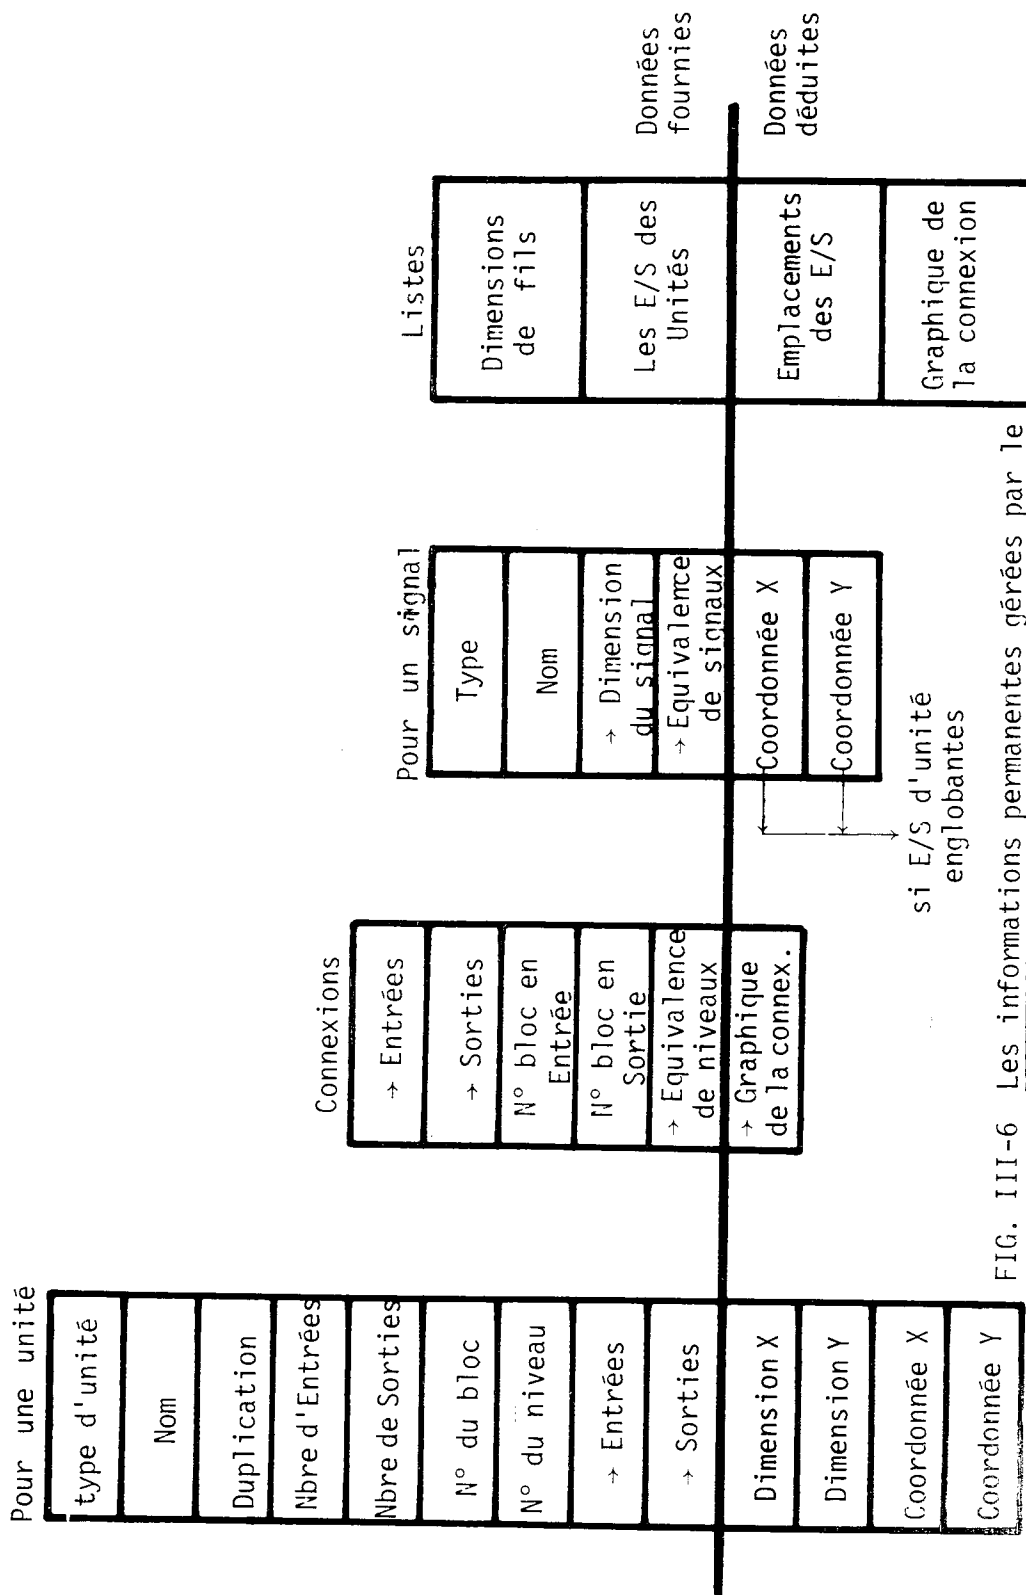 Pour une unité
type d'unité
Nom
Duplication
Nbre d'Entrées
Nbre de Sorties
N° du bloc
N° du niveau
→ Entrées
→ Sorties
Dimension X
Dimension Y
Coordonnée X
Coordonnée Y
Connexions
→ Entrées
→ Sorties
N° bloc en
Entrée
N° bloc en
Sortie
→ Equivalence
de niveaux
→ Graphique
de la connex.
Pour un signal
Type
Nom
→ Dimension
du signal
→ Equivalence
de signaux
Coordonnée X
Coordonnée Y
si E/S d'unité
englobantes
Listes
Dimensions
de fils
Les E/S des
Unités
Emplacements
des E/S
Graphique de
la connexion
Données
fournies
Données
déduites
FIG. III-6 Les informations permanentes gérées par le